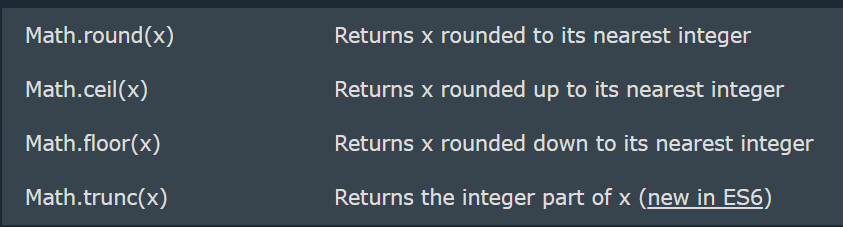 Math.round(x) Returns x rounded to its nearest integer
Math.ceil(x) Returns x rounded up to its nearest integer
Math.floor(x) Returns x rounded down to its nearest integer
Math.trunc(x) Returns the integer part of x (new in ES6)